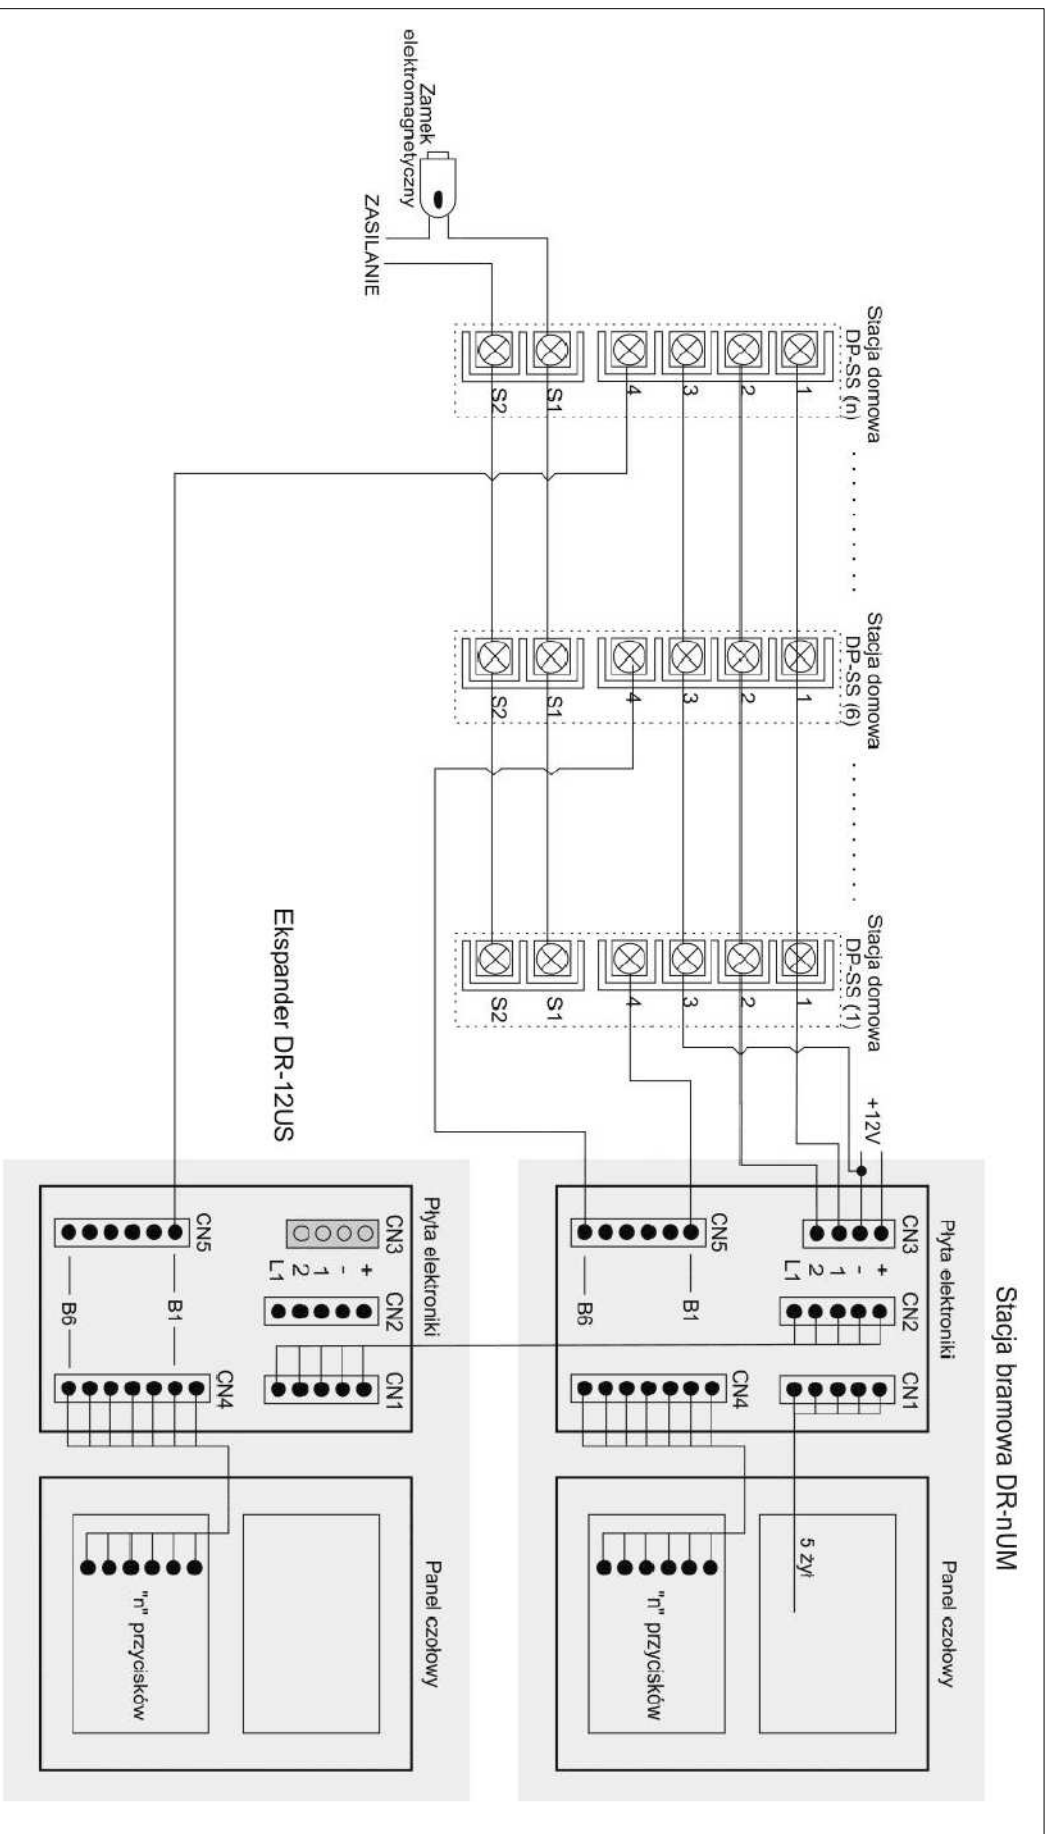 Stacja bramowa DR-nUM
Płyta elektroniki
Panel czołowy
+12V
CN3
CN2
CN1
+
-
1
2
L1
5 żył
CN5
CN4
B1
B6
"n" przycisków
Ekspander DR-12US
Płyta elektroniki
Panel czołowy
CN3
CN2
CN1
+
-
1
2
L1
CN5
CN4
B1
B6
"n" przycisków
Stacja domowa
DP-SS (n)
1
2
3
4
S1
S2
Stacja domowa
DP-SS (6)
1
2
3
4
S1
S2
Stacja domowa
DP-SS (1)
1
2
3
4
S1
S2
Zamek
elektromagnetyczny
ZASILANIE